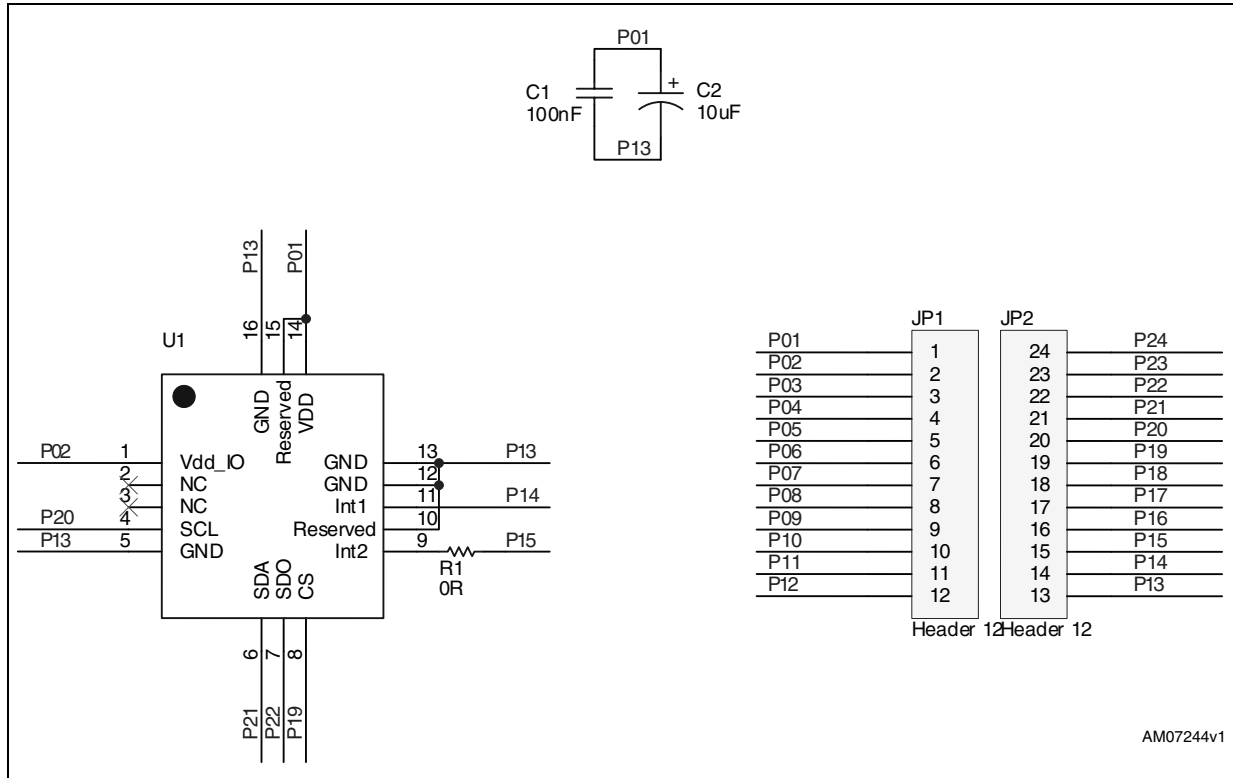 P01
C1
100nF
+
C2
10uF
P13
P13
P01
16
15
14
U1
GND
Reserved
VDD
P02 1 Vdd_IO
2 NC
3 NC
P20 4 SCL
P13 5 GND
GND 13 P13
GND 12
Int1 11 P14
Reserved 10
Int2 9 P15
R1
0R
SDA
SDO
CS
6
7
8
P21
P22
P19
JP1
JP2
P01 1 24 P24
P02 2 23 P23
P03 3 22 P22
P04 4 21 P21
P05 5 20 P20
P06 6 19 P19
P07 7 18 P18
P08 8 17 P17
P09 9 16 P16
P10 10 15 P15
P11 11 14 P14
P12 12 13 P13
Header 12
Header 12
AM07244v1